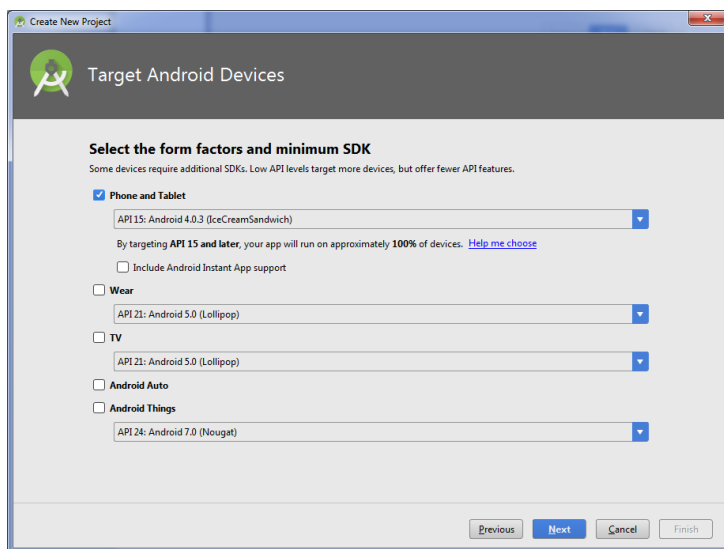 Create New Project
Target Android Devices
Select the form factors and minimum SDK
Some devices require additional SDKs. Low API levels target more devices, but offer fewer API features.
Phone and Tablet
API 15: Android 4.0.3 (IceCreamSandwich)
By targeting API 15 and later, your app will run on approximately 100% of devices. Help me choose
Include Android Instant App support
Wear
API 21: Android 5.0 (Lollipop)
TV
API 21: Android 5.0 (Lollipop)
Android Auto
Android Things
API 24: Android 7.0 (Nougat)
Previous Next Cancel Finish